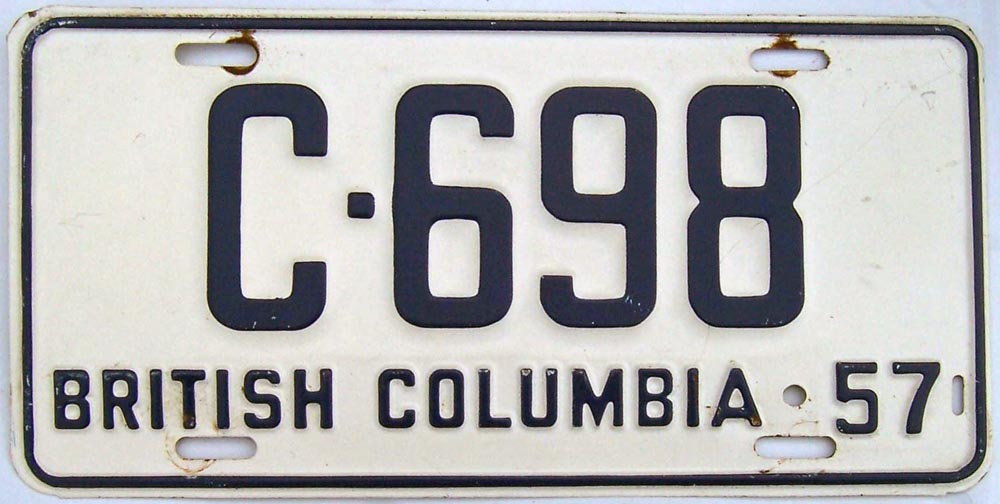 C·698
BRITISH COLUMBIA · 57